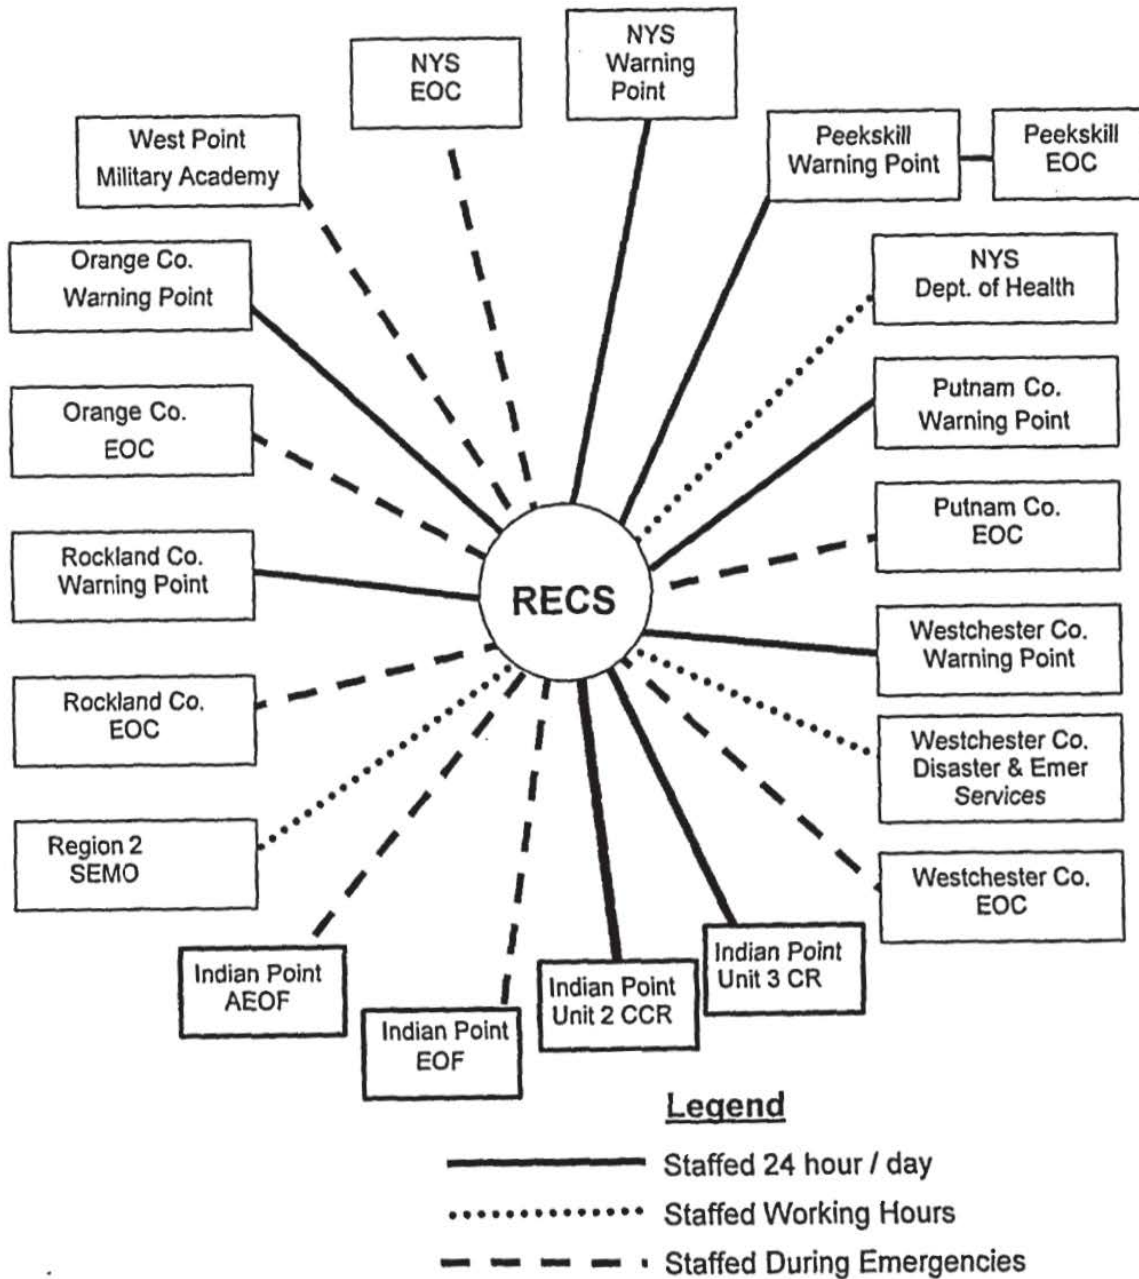 NYS
EOC
NYS
Warning
Point
West Point
Military Academy
Peekskill
Warning Point
Peekskill
EOC
Orange Co.
Warning Point
NYS
Dept. of Health
Orange Co.
EOC
Putnam Co.
Warning Point
Rockland Co.
Warning Point
Putnam Co.
EOC
RECS
Westchester Co.
Warning Point
Rockland Co.
EOC
Westchester Co.
Disaster & Emer
Services
Region 2
SEMO
Westchester Co.
EOC
Indian Point
AEOF
Indian Point
EOF
Indian Point
Unit 2 CCR
Indian Point
Unit 3 CR
Legend
Staffed 24 hour / day
Staffed Working Hours
Staffed During Emergencies